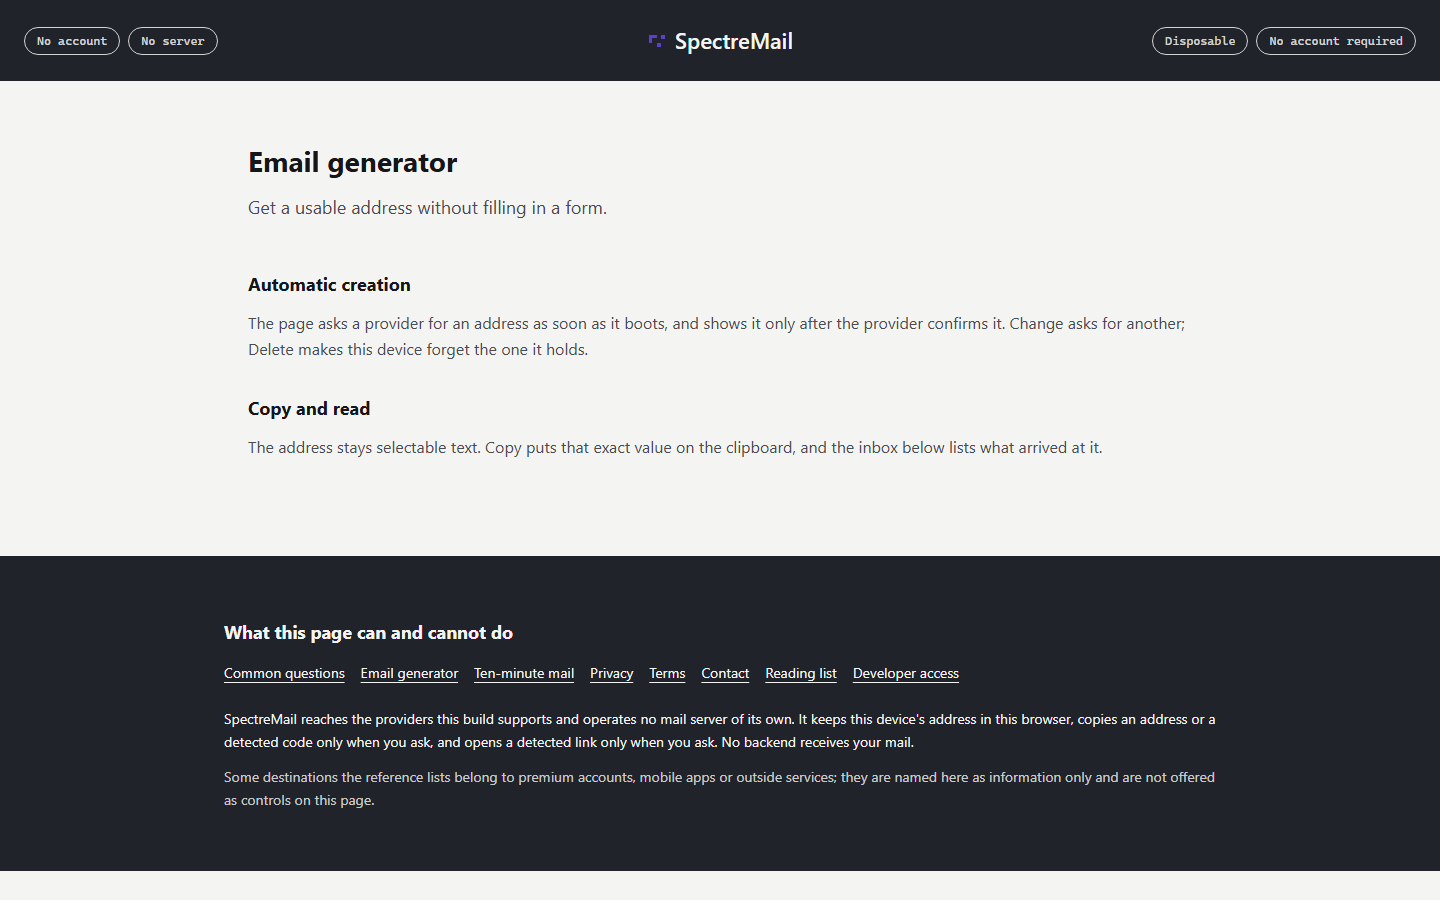 No account
No server
SpectreMail
Disposable
No account required
Email generator
Get a usable address without filling in a form.
Automatic creation
The page asks a provider for an address as soon as it boots, and shows it only after the provider confirms it. Change asks for another;
Delete makes this device forget the one it holds.
Copy and read
The address stays selectable text. Copy puts that exact value on the clipboard, and the inbox below lists what arrived at it.
What this page can and cannot do
Common questions Email generator Ten-minute mail Privacy Terms Contact Reading list Developer access
SpectreMail reaches the providers this build supports and operates no mail server of its own. It keeps this device's address in this browser, copies an address or a
detected code only when you ask, and opens a detected link only when you ask. No backend receives your mail.
Some destinations the reference lists belong to premium accounts, mobile apps or outside services; they are named here as information only and are not offered
as controls on this page.